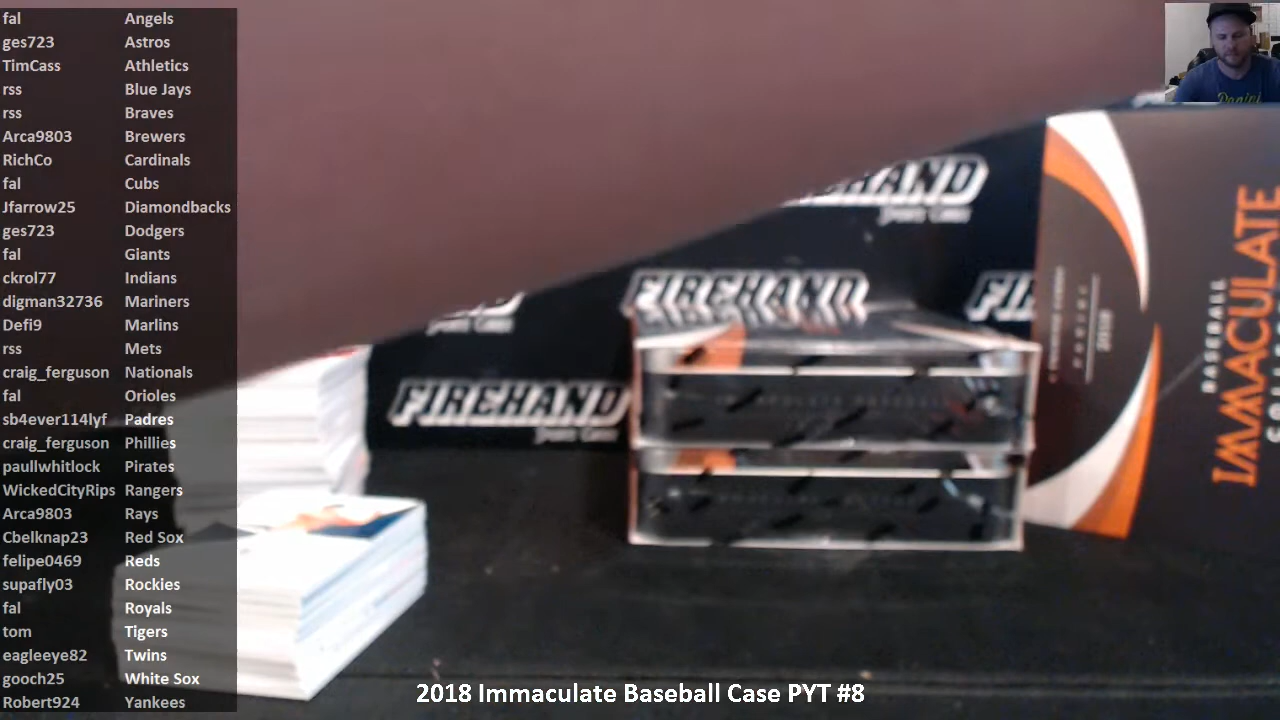 fal Angels
ges723 Astros
TimCass Athletics
rss Blue Jays
rss Braves
Arca9803 Brewers
RichCo Cardinals
fal Cubs
Jfarrow25 Diamondbacks
ges723 Dodgers
fal Giants
ckrol77 Indians
digman32736 Mariners
Defi9 Marlins
rss Mets
craig_ferguson Nationals
fal Orioles
sb4ever114lyf Padres
craig_ferguson Phillies
paullwhitlock Pirates
WickedCityRips Rangers
Arca9803 Rays
Cbelknap23 Red Sox
felipe0469 Reds
supafly03 Rockies
fal Royals
tom Tigers
eagleeye82 Twins
gooch25 White Sox
Robert924 Yankees
FIREHAND
FIREHAND
BASEBALL
IMMACULATE
2018 Immaculate Baseball Case PYT #8